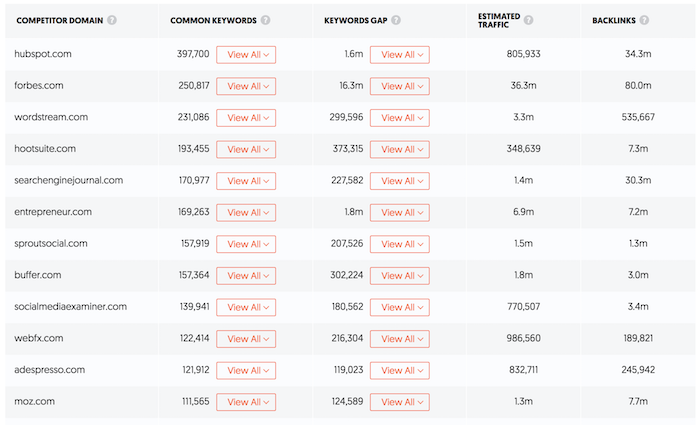 COMPETITOR DOMAIN ? COMMON KEYWORDS ? KEYWORDS GAP ? ESTIMATED TRAFFIC ? BACKLINKS ?
hubspot.com 397,700 View All 1.6m View All 805,933 34.3m
forbes.com 250,817 View All 16.3m View All 36.3m 80.0m
wordstream.com 231,086 View All 299,596 View All 3.3m 535,667
hootsuite.com 193,455 View All 373,315 View All 348,639 7.3m
searchenginejournal.com 170,977 View All 227,582 View All 1.4m 30.3m
entrepreneur.com 169,263 View All 1.8m View All 6.9m 7.2m
sproutsocial.com 157,919 View All 207,526 View All 1.5m 1.3m
buffer.com 157,364 View All 302,224 View All 1.8m 3.0m
socialmediaexaminer.com 139,941 View All 180,562 View All 770,507 3.4m
webfx.com 122,414 View All 216,304 View All 986,560 189,821
adespresso.com 121,912 View All 119,023 View All 832,711 245,942
moz.com 111,565 View All 124,589 View All 1.3m 7.7m